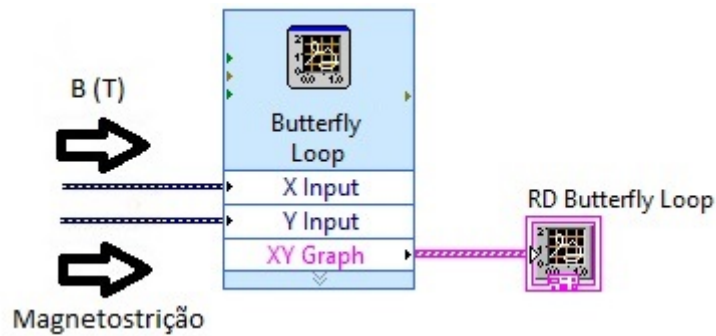 B (T)
Butterfly
Loop
X Input
Y Input
XY Graph
RD Butterfly Loop
Magnetostrição